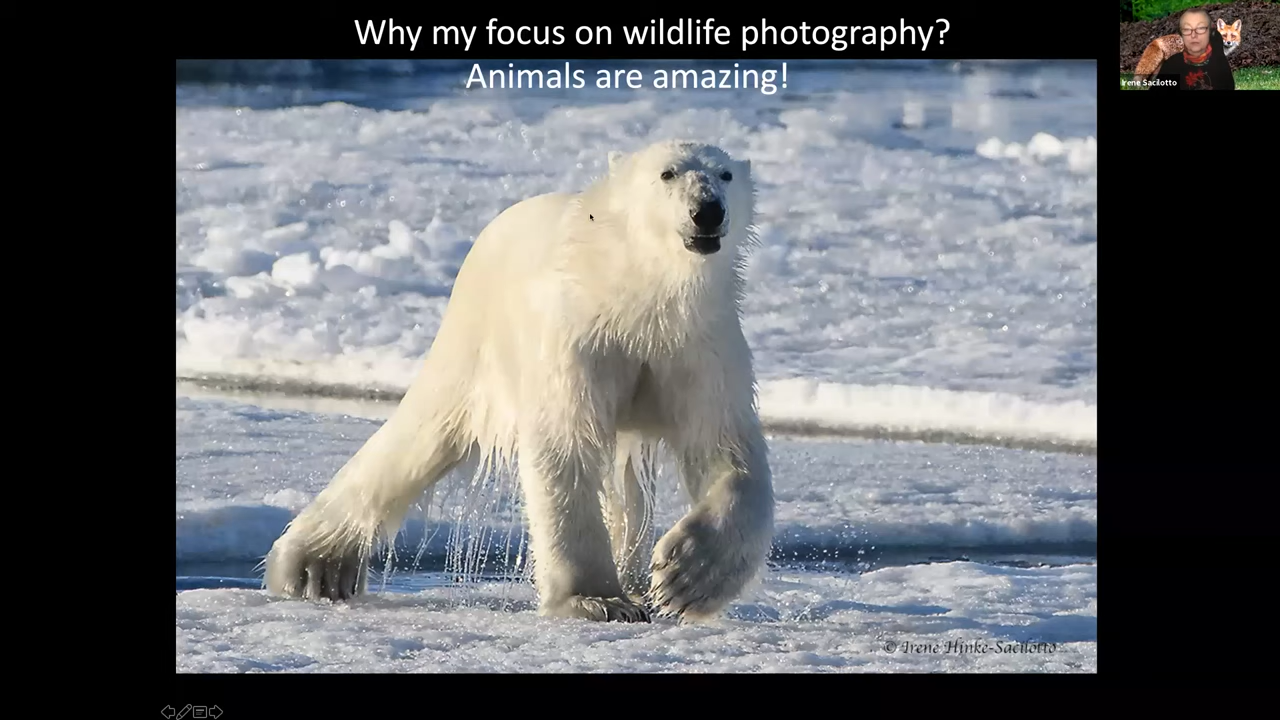 Why my focus on wildlife photography?
Animals are amazing!
Irene Sacilotto
© Irene Hinke-Sacilotto